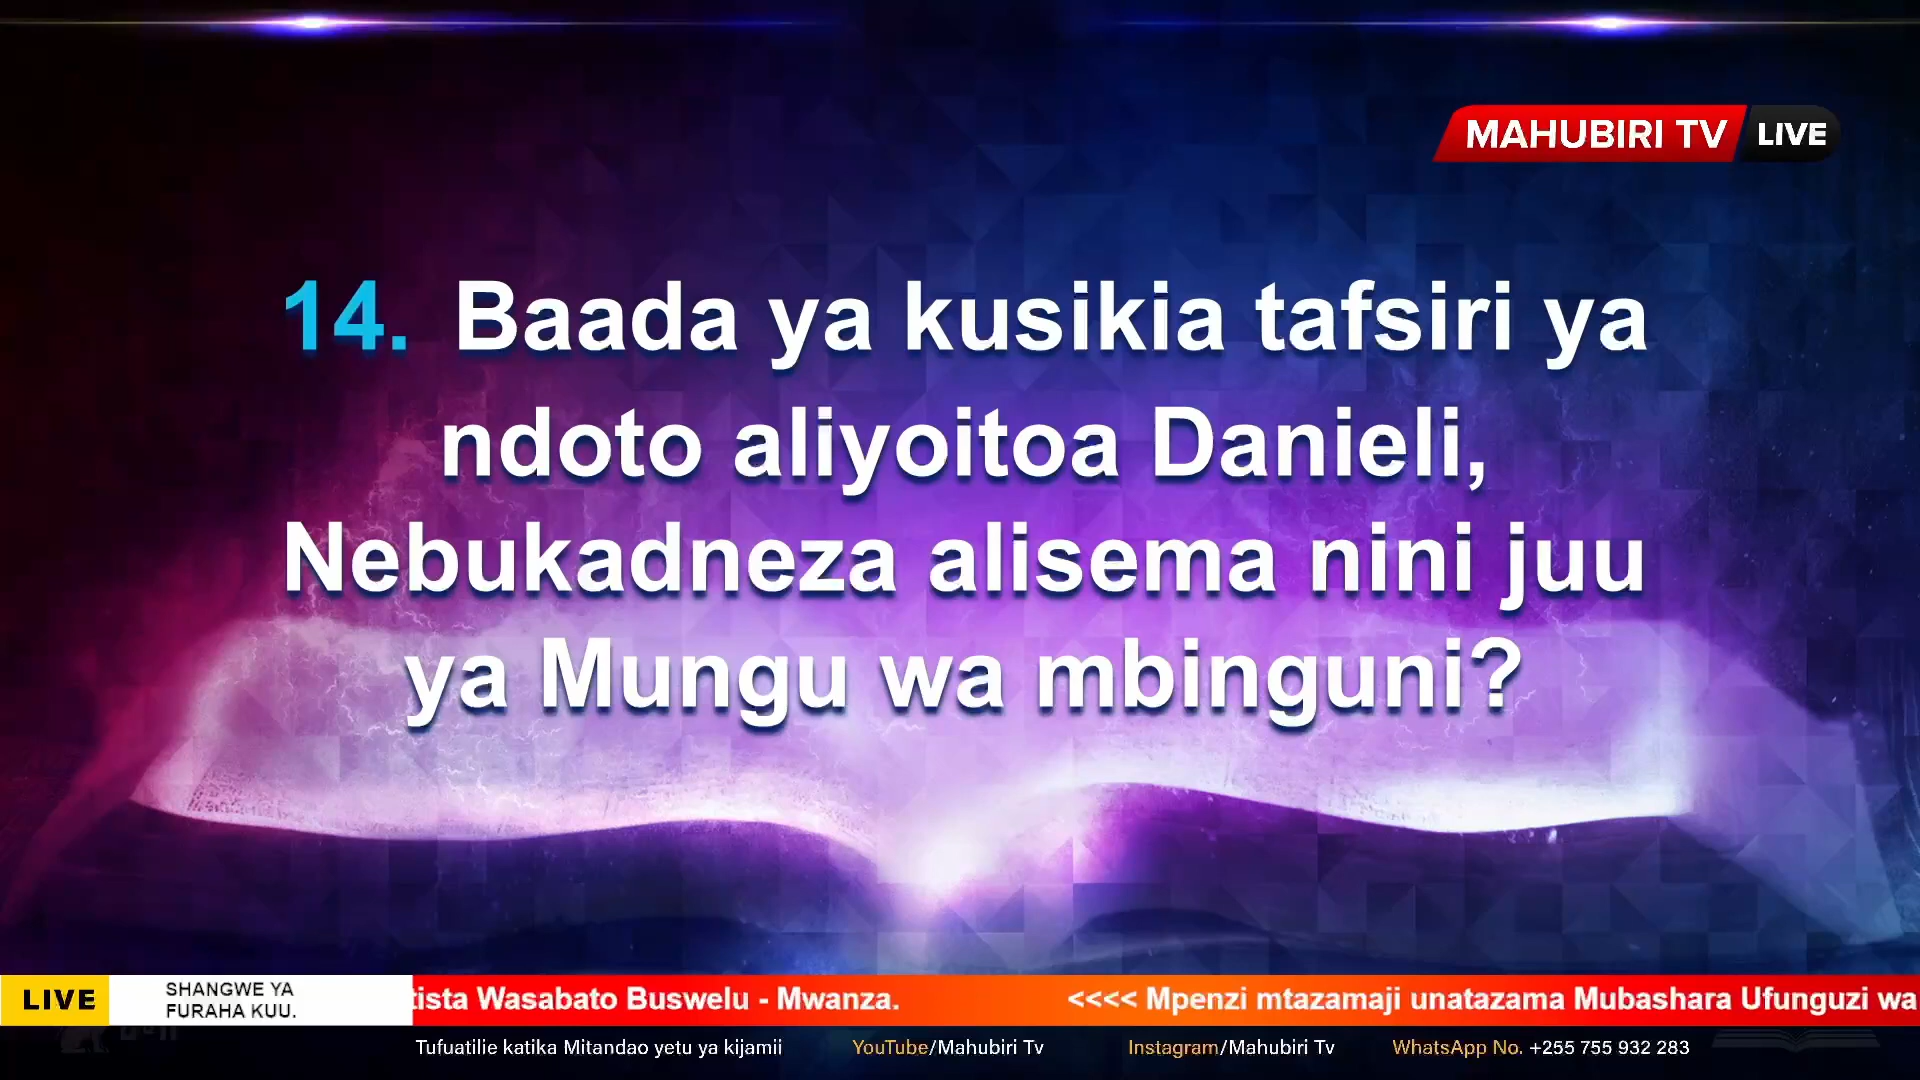 MAHUBIRI TV LIVE
14. Baada ya kusikia tafsiri ya
ndoto aliyoitoa Danieli,
Nebukadneza alisema nini juu
ya Mungu wa mbinguni?
LIVE
SHANGWE YA
FURAHA KUU.
tista Wasabato Buswelu - Mwanza. <<<< Mpenzi mtazamaji unatazama Mubashara Ufunguzi wa
Tufuatilie katika Mitandao yetu ya kijamii YouTube/Mahubiri Tv Instagram/Mahubiri Tv WhatsApp No. +255 755 932 283